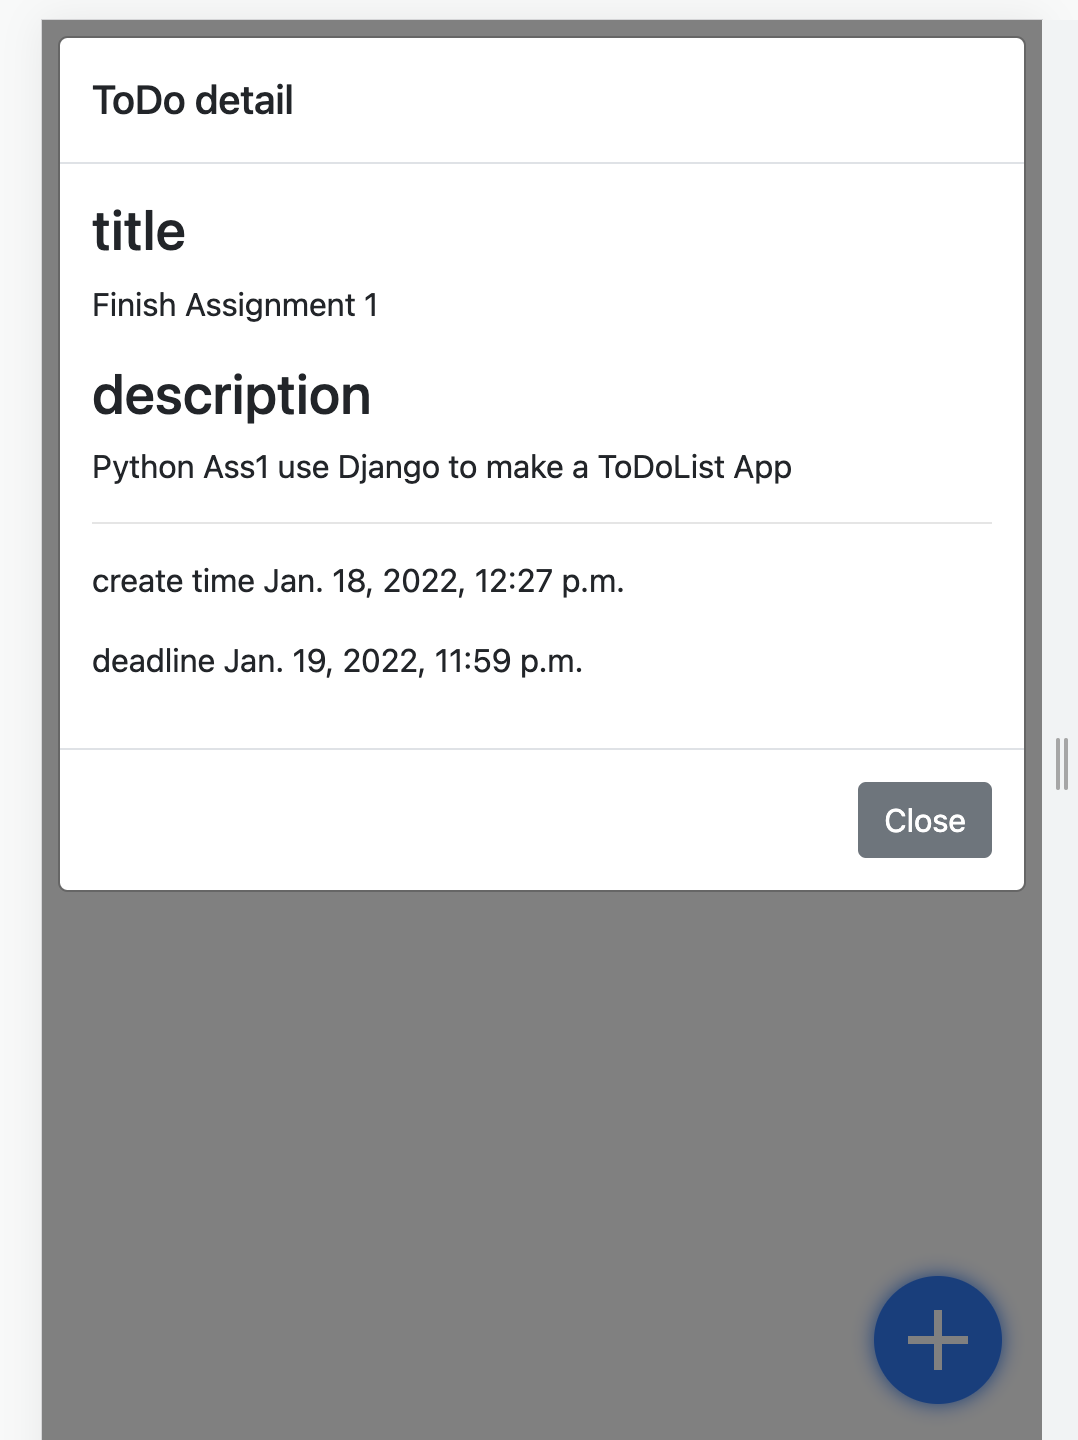 ToDo detail
title
Finish Assignment 1
description
Python Ass1 use Django to make a ToDoList App
create time Jan. 18, 2022, 12:27 p.m.
deadline Jan. 19, 2022, 11:59 p.m.
Close